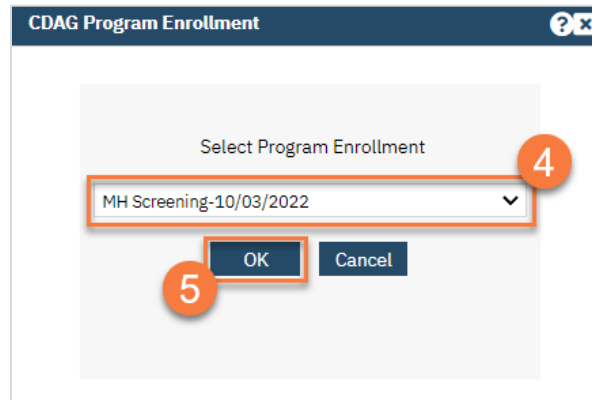 CDAG Program Enrollment
Select Program Enrollment
4
MH Screening-10/03/2022
OK Cancel
5